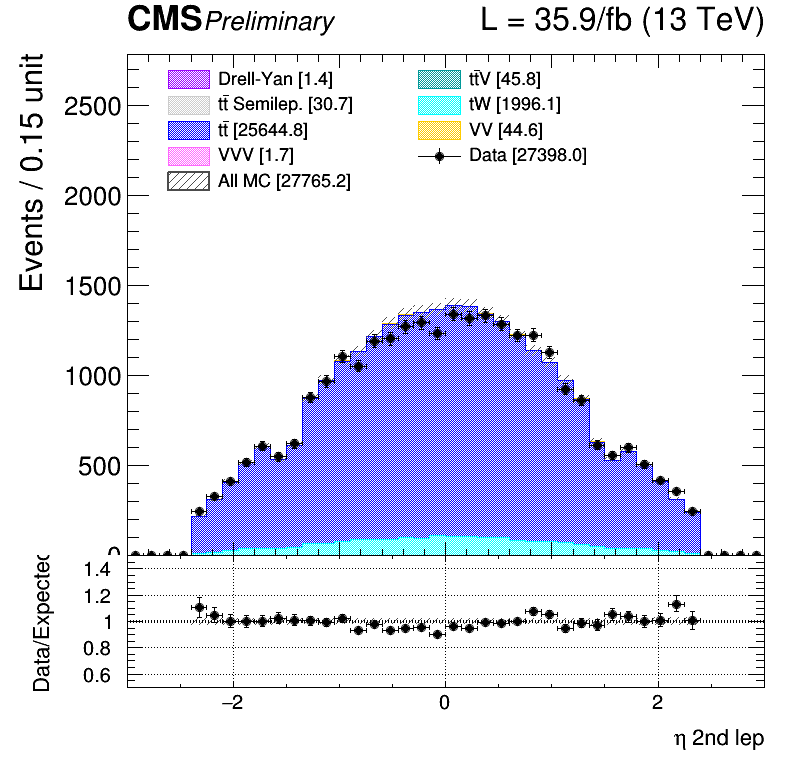 CMS Preliminary L = 35.9/fb (13 TeV)
Events / 0.15 unit
Drell-Yan [1.4]
tt̄V [45.8]
tt̄ Semilep. [30.7]
tW [1996.1]
tt̄ [25644.8]
VV [44.6]
VVV [1.7]
Data [27398.0]
All MC [27765.2]
2500
2000
1500
1000
500
0
Data/Expected
1.4
1.2
1
0.8
0.6
−2 0 2
η 2nd lep